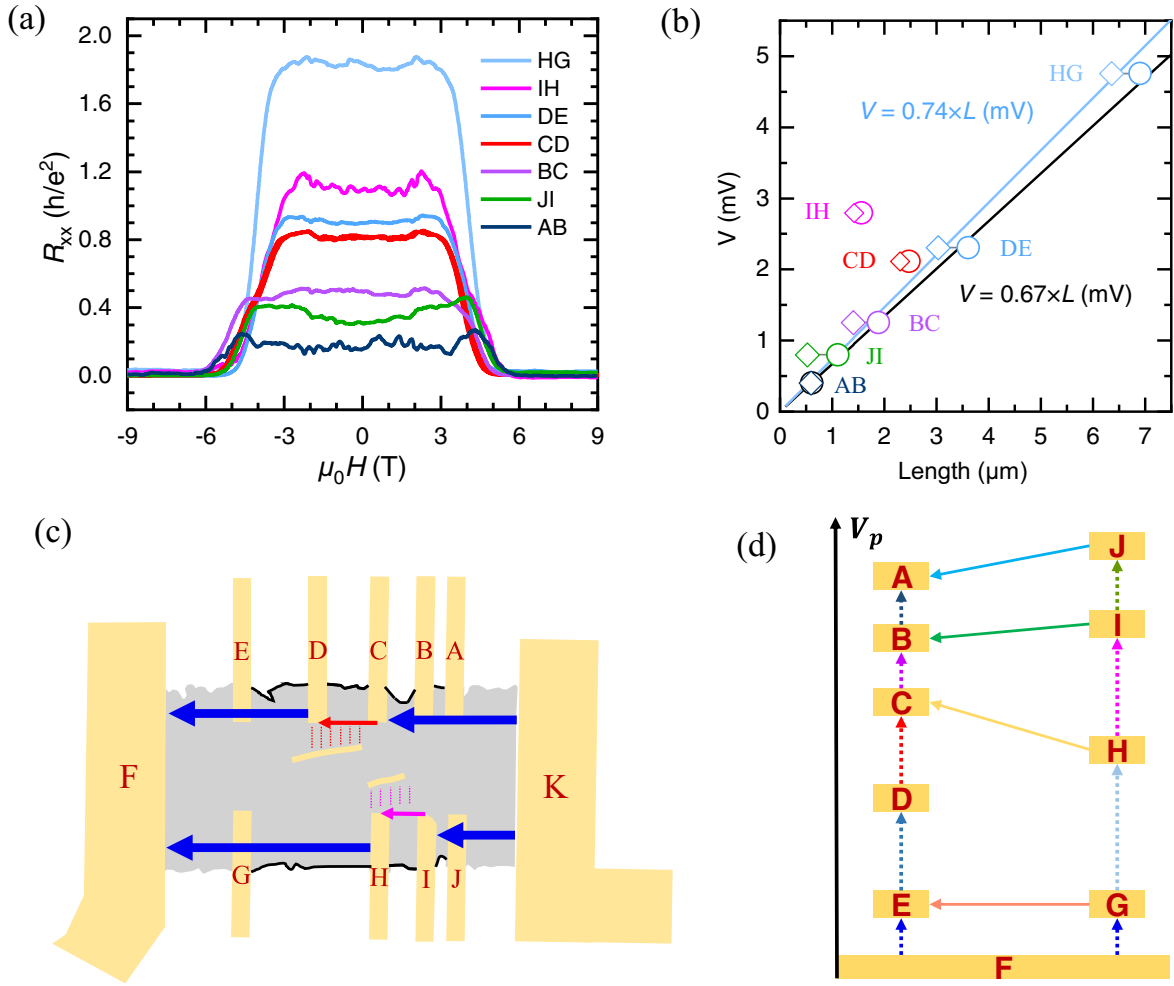 (a)
2.0
1.6
1.2
0.8
0.4
0.0
Rxx (h/e²)
-9 -6 -3 0 3 6 9
μ₀H (T)
HG
IH
DE
CD
BC
JI
AB
(b)
5
4
3
2
1
0
V (mV)
0 1 2 3 4 5 6 7
Length (μm)
HG
V = 0.74×L (mV)
IH
CD
DE
V = 0.67×L (mV)
BC
JI
AB
(c)
E D C B A
F
K
G H I J
(d)
Vₚ
J
A
I
B
C
H
D
E G
F